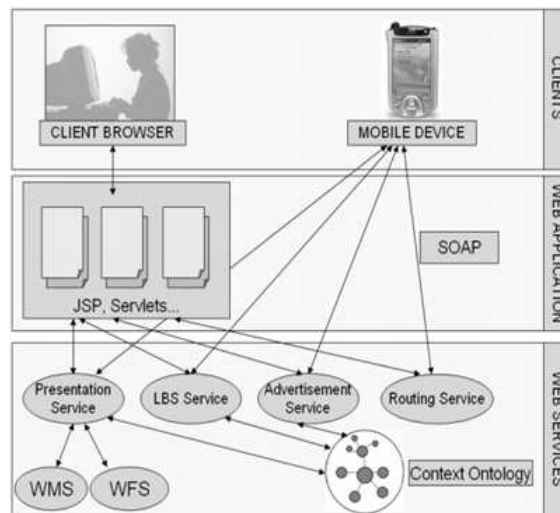 CLIENT BROWSER
MOBILE DEVICE
CLIENTS
JSP, Servlets...
SOAP
WEB APPLICATION
Presentation
Service
LBS Service
Advertisement
Service
Routing Service
WMS
WFS
Context Ontology
WEB SERVICES